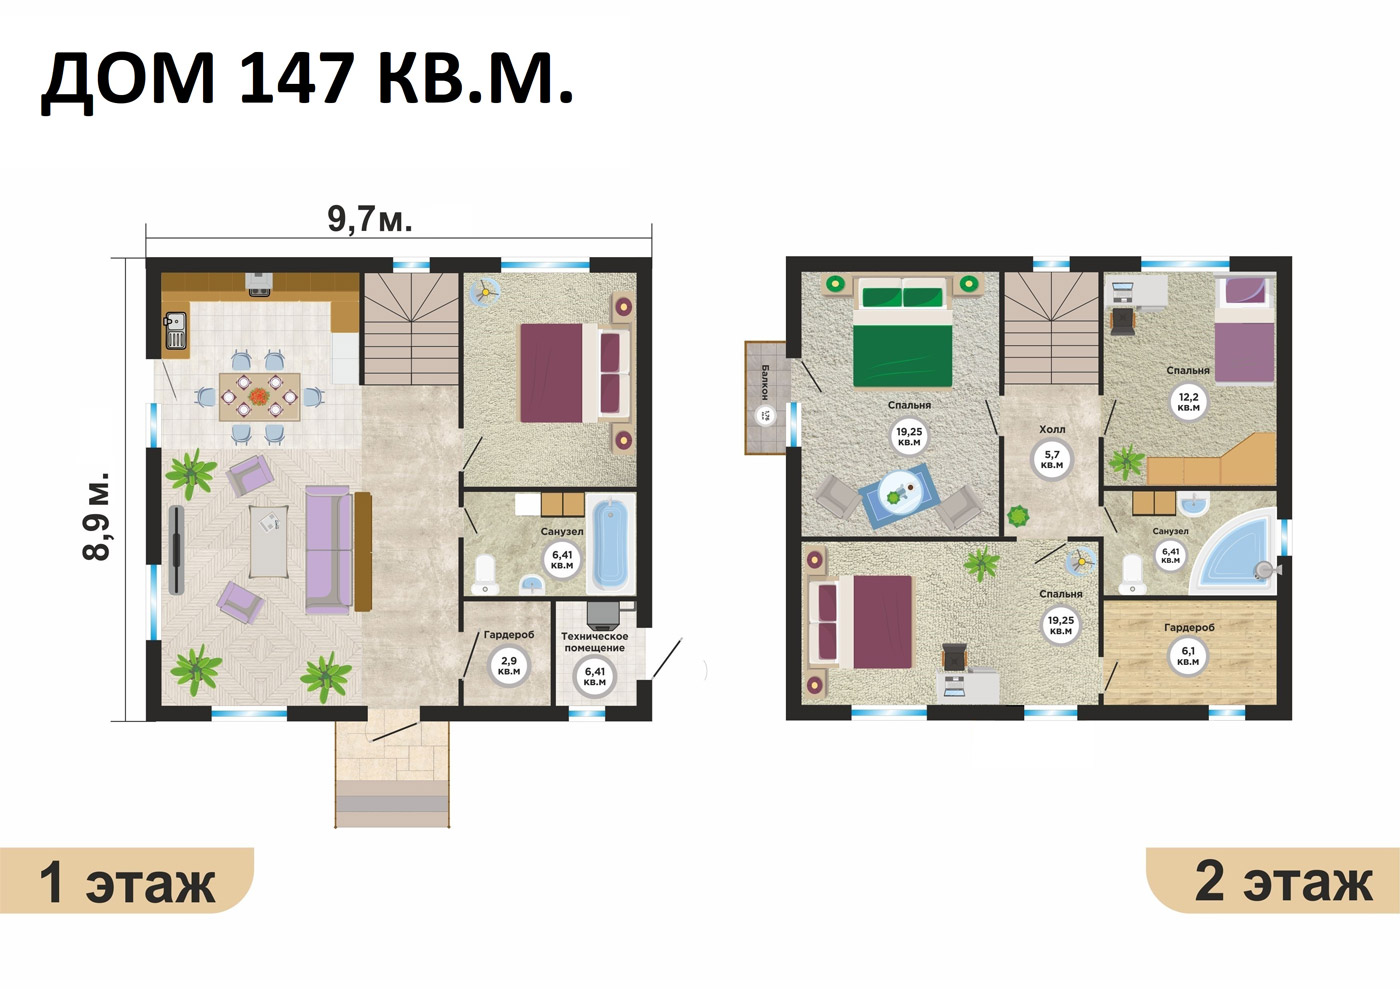 ДОМ 147 КВ.М.
9,7м.
8,9 м.
Санузел
6,41
КВ.М
Гардероб
2,9
КВ.М
Техническое
помещение
6,41
КВ.М
Балкон
Спальня
19,25
КВ.М
Холл
5,7
КВ.М
Спальня
12,2
КВ.М
Санузел
6,41
КВ.М
Спальня
19,25
КВ.М
Гардероб
6,1
КВ.М
1 этаж
2 этаж